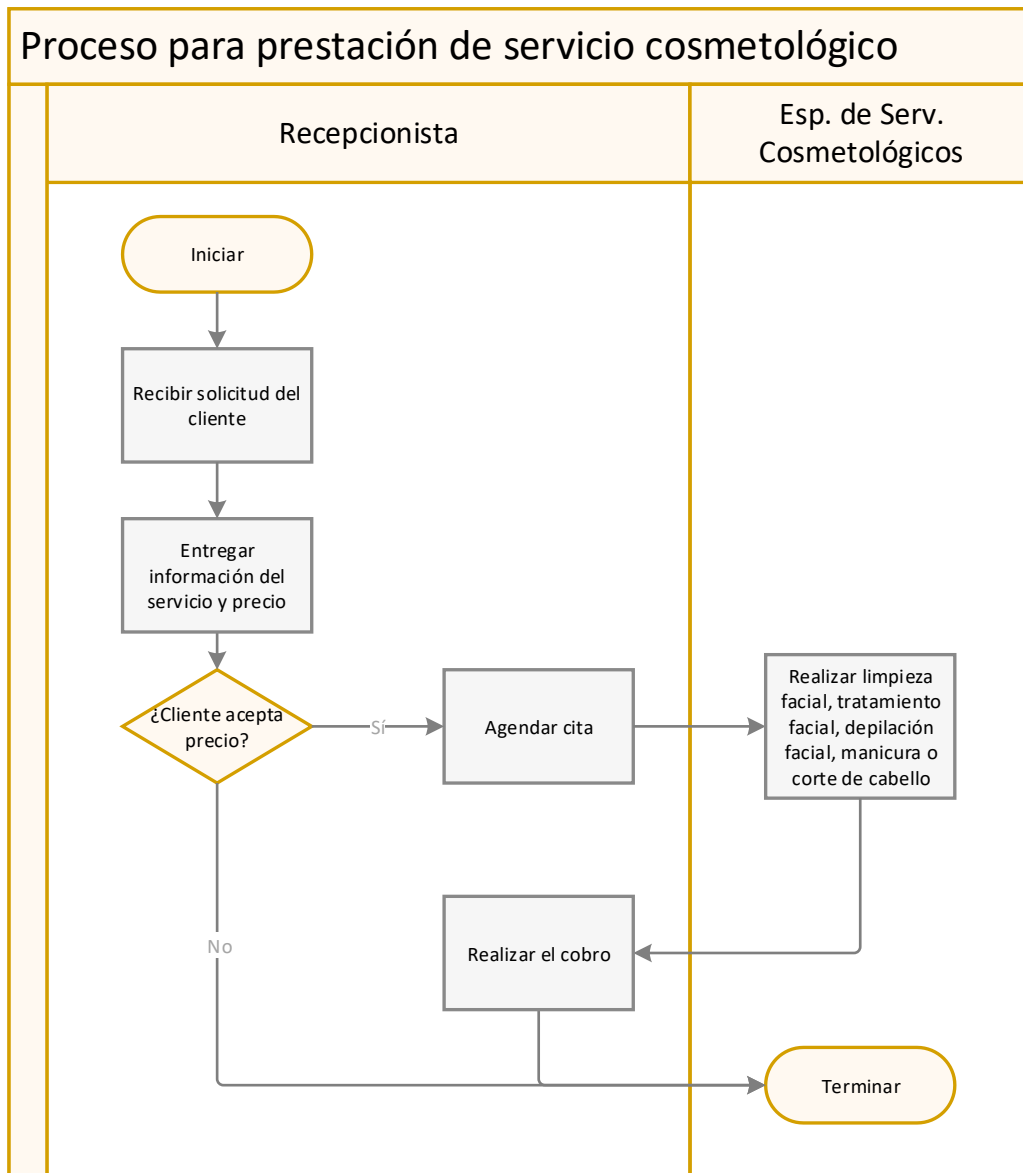 Proceso para prestación de servicio cosmetológico
Recepcionista
Esp. de Serv.
Cosmetológicos
Iniciar
Recibir solicitud del
cliente
Entregar
información del
servicio y precio
¿Cliente acepta
precio?
Sí
Agendar cita
Realizar limpieza
facial, tratamiento
facial, depilación
facial, manicura o
corte de cabello
No
Realizar el cobro
Terminar